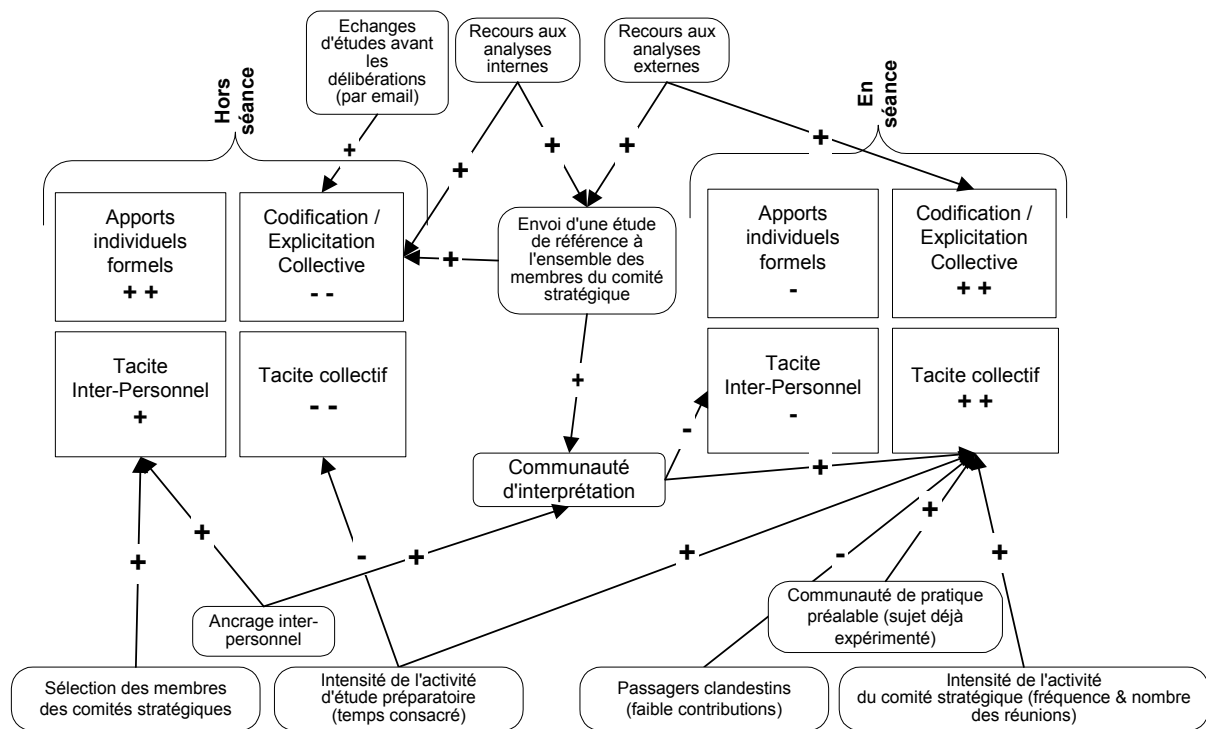 Echanges
d'études avant
les
délibérations
(par email)
Recours aux
analyses
internes
Recours aux
analyses
externes
Hors
séance
En
séance
+
+
+
+
+
Apports
individuels
formels
+ +
Codification /
Explicitation
Collective
- -
+
Envoi d'une étude
de référence à
l'ensemble des
membres du comité
stratégique
Apports
individuels
formels
-
Codification /
Explicitation
Collective
+ +
Tacite
Inter-Personnel
+
Tacite collectif
- -
+
Tacite
Inter-Personnel
-
Tacite collectif
+ +
-
Communauté
d'interprétation
+
+
+
-
+
+
-
+
+
Ancrage inter-
personnel
Communauté de pratique
préalable (sujet déjà
expérimenté)
Sélection des membres
des comités stratégiques
Intensité de l'activité
d'étude préparatoire
(temps consacré)
Passagers clandestins
(faible contributions)
Intensité de l'activité
du comité stratégique (fréquence & nombre
des réunions)